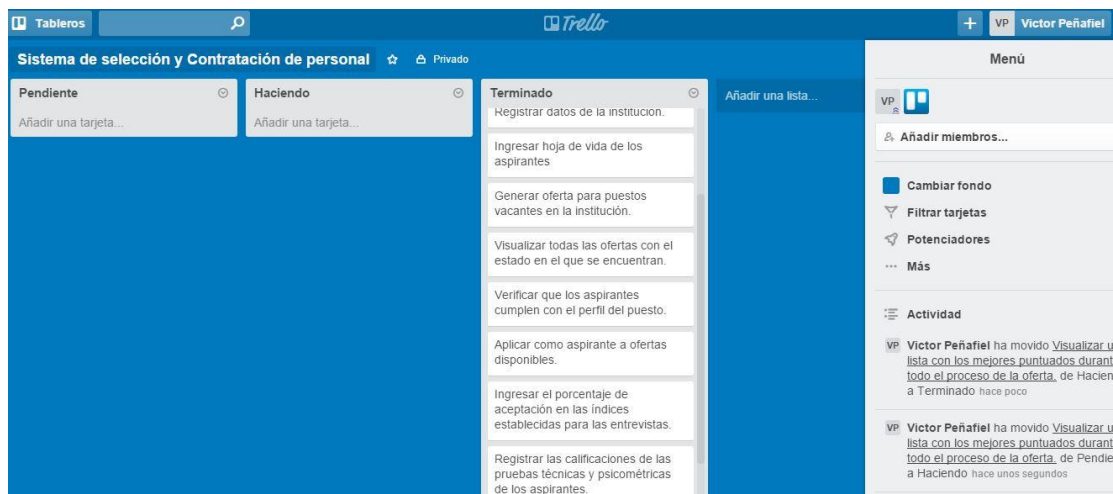 Tableros
Trello
VP Victor Peñafiel
Sistema de selección y Contratación de personal
Privado
Pendiente
Añadir una tarjeta...
Haciendo
Añadir una tarjeta...
Terminado
Registrar datos de la institución.
Ingresar hoja de vida de los
aspirantes
Generar oferta para puestos
vacantes en la institución.
Visualizar todas las ofertas con el
estado en el que se encuentran.
Verificar que los aspirantes
cumplen con el perfil del puesto.
Aplicar como aspirante a ofertas
disponibles.
Ingresar el porcentaje de
aceptación en las índices
establecidas para las entrevistas.
Registrar las calificaciones de las
pruebas técnicas y psicométricas
de los aspirantes.
Añadir una lista...
Menú
VP
Añadir miembros...
Cambiar fondo
Filtrar tarjetas
Potenciadores
Más
Actividad
VP Victor Peñafiel ha movido Visualizar u
lista con los mejores puntuados durant
todo el proceso de la oferta. de Hacien
a Terminado hace poco
VP Victor Peñafiel ha movido Visualizar u
lista con los mejores puntuados durant
todo el proceso de la oferta. de Pendie
a Haciendo hace unos segundos